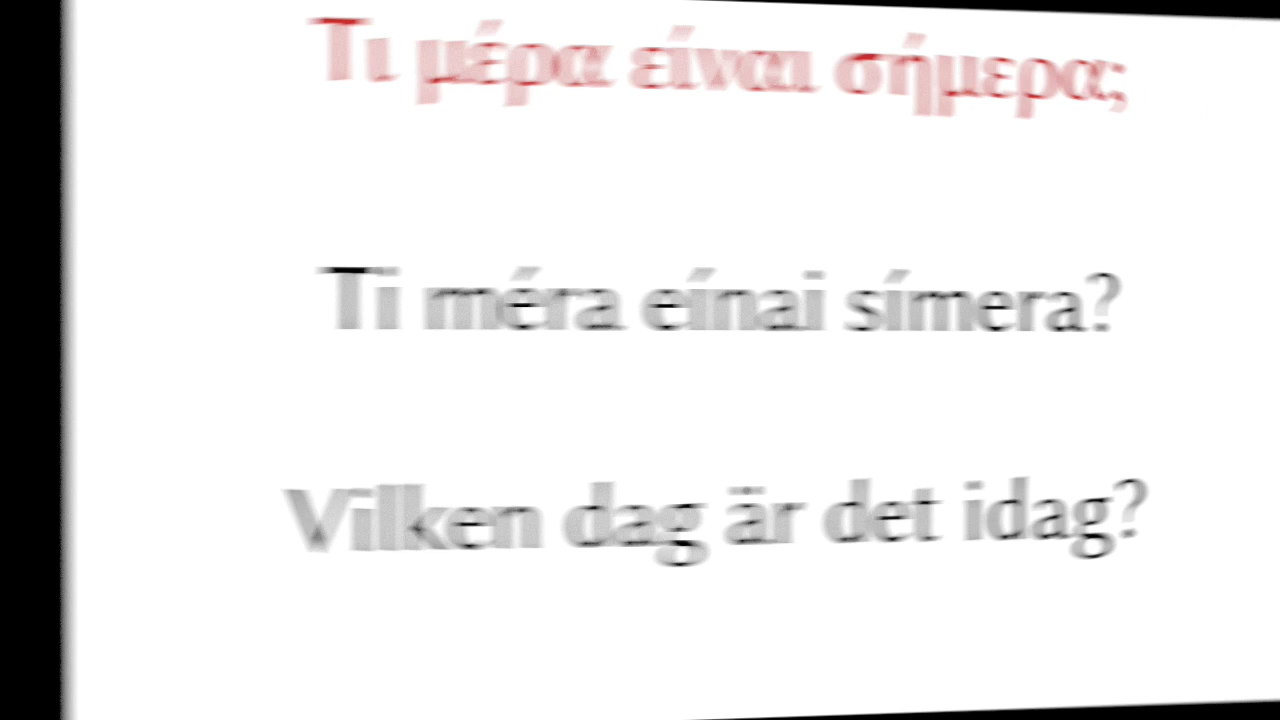 Τι μέρα είναι σήμερα;
Ti méra eínai símera?
Vilken dag är det idag?